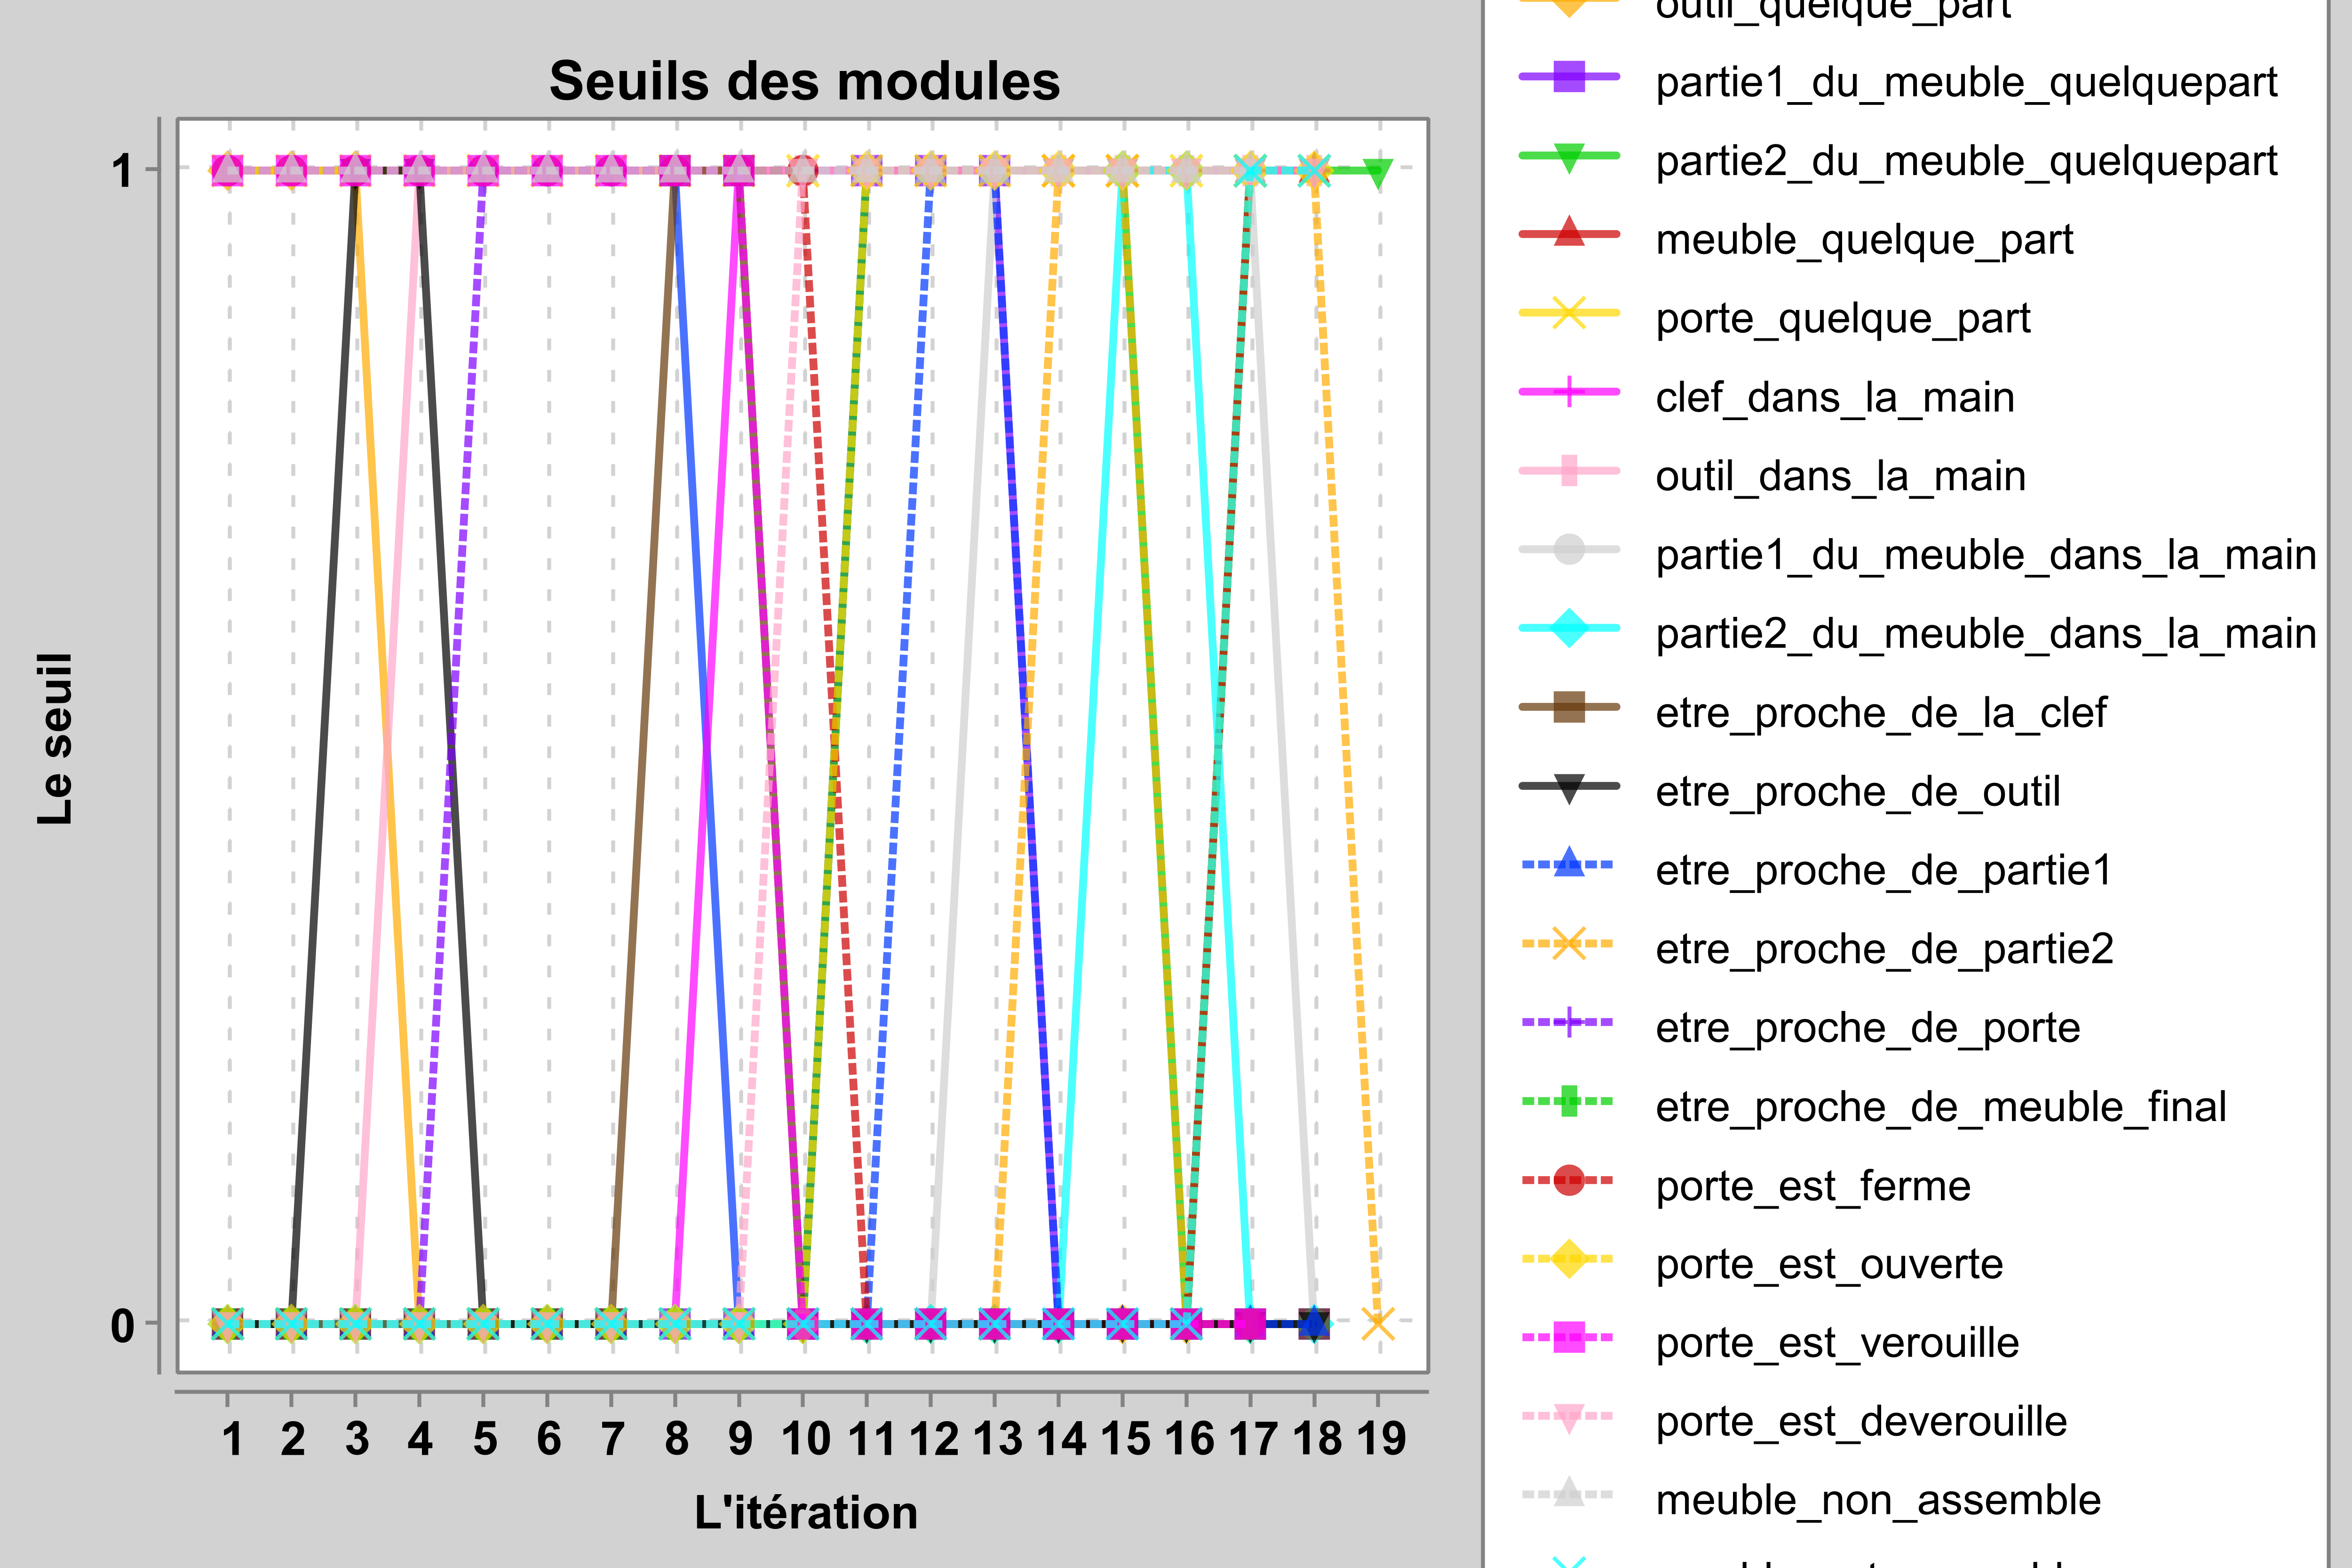 Seuils des modules
1
0
Le seuil
1 2 3 4 5 6 7 8 9 10 11 12 13 14 15 16 17 18 19
L'itération
outil_quelque_part
partie1_du_meuble_quelquepart
partie2_du_meuble_quelquepart
meuble_quelque_part
porte_quelque_part
clef_dans_la_main
outil_dans_la_main
partie1_du_meuble_dans_la_main
partie2_du_meuble_dans_la_main
etre_proche_de_la_clef
etre_proche_de_outil
etre_proche_de_partie1
etre_proche_de_partie2
etre_proche_de_porte
etre_proche_de_meuble_final
porte_est_ferme
porte_est_ouverte
porte_est_verouille
porte_est_deverouille
meuble_non_assemble